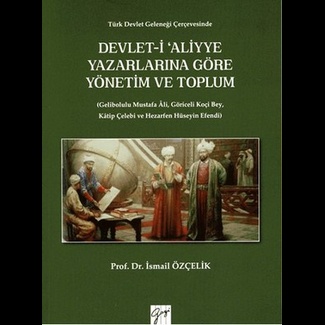 Türk Devlet Geleneği Çerçevesinde
DEVLET-İ ‘ALİYYE
YAZARLARINA GÖRE
YÖNETİM VE TOPLUM
(Gelibolulu Mustafa Âli, Göriceli Koçi Bey,
Kâtip Çelebi ve Hezarfen Hüseyin Efendi)
Prof. Dr. İsmail ÖZÇELİK